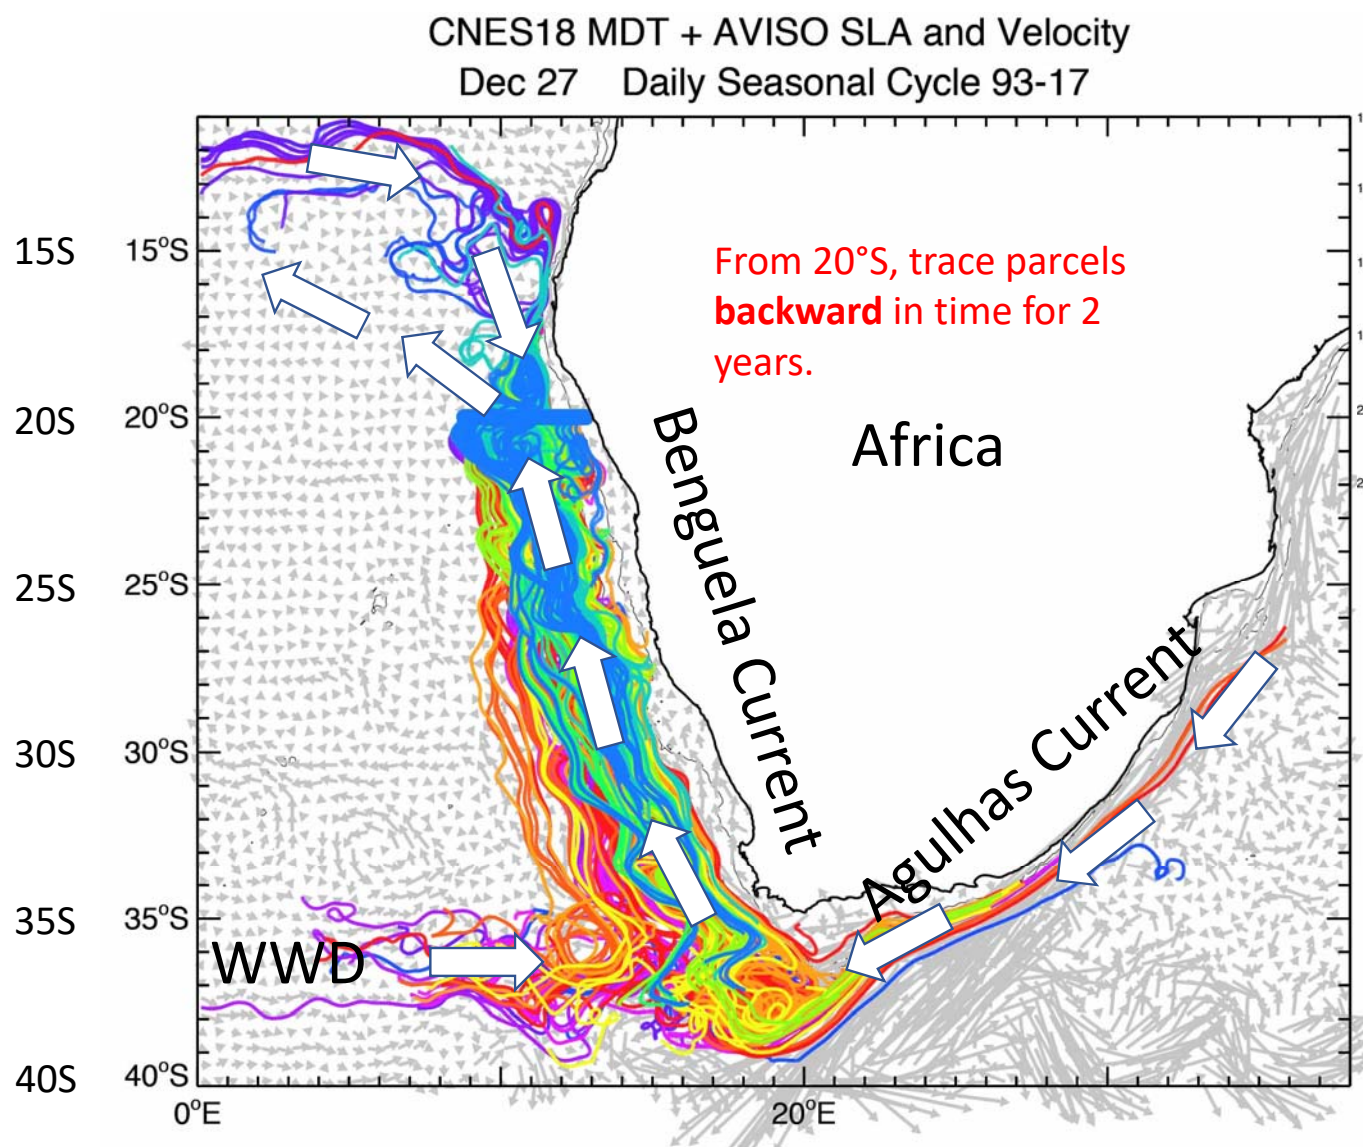 CNES18 MDT + AVISO SLA and Velocity
Dec 27 Daily Seasonal Cycle 93-17
15S
15°S
From 20°S, trace parcels
backward in time for 2
years.
20S
20°S
Africa
Benguela Current
25S
25°S
30S
30°S
Agulhas Current
35S
35°S
WWD
40S
40°S
0°E
20°E